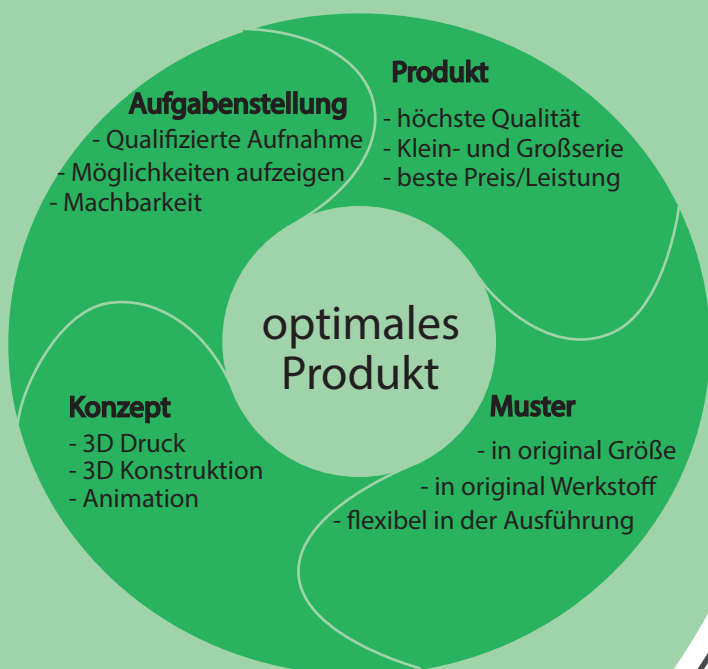 Aufgabenstellung
- Qualifizierte Aufnahme
- Möglichkeiten aufzeigen
- Machbarkeit
Produkt
- höchste Qualität
- Klein- und Großserie
- beste Preis/Leistung
optimales
Produkt
Konzept
- 3D Druck
- 3D Konstruktion
- Animation
Muster
- in original Größe
- in original Werkstoff
- flexibel in der Ausführung